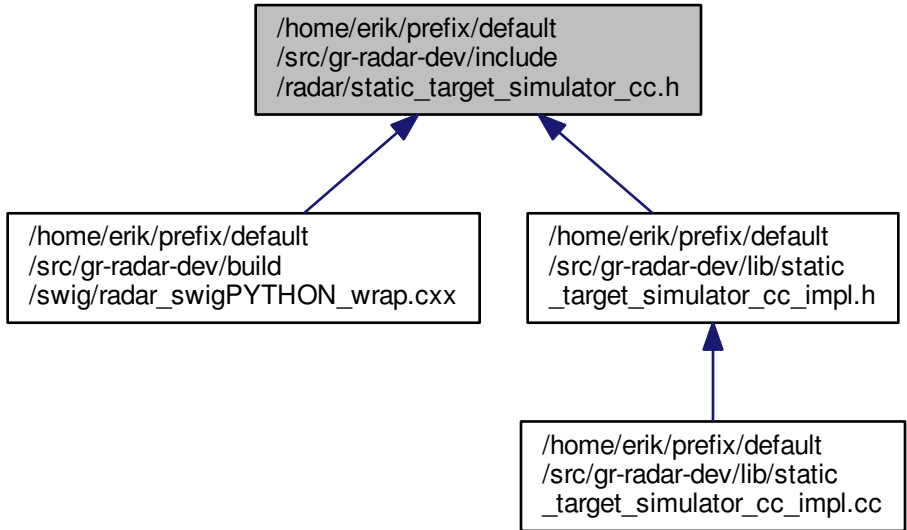 /home/erik/prefix/default
/src/gr-radar-dev/include
/radar/static_target_simulator_cc.h
/home/erik/prefix/default
/src/gr-radar-dev/build
/swig/radar_swigPYTHON_wrap.cxx
/home/erik/prefix/default
/src/gr-radar-dev/lib/static
_target_simulator_cc_impl.h
/home/erik/prefix/default
/src/gr-radar-dev/lib/static
_target_simulator_cc_impl.cc